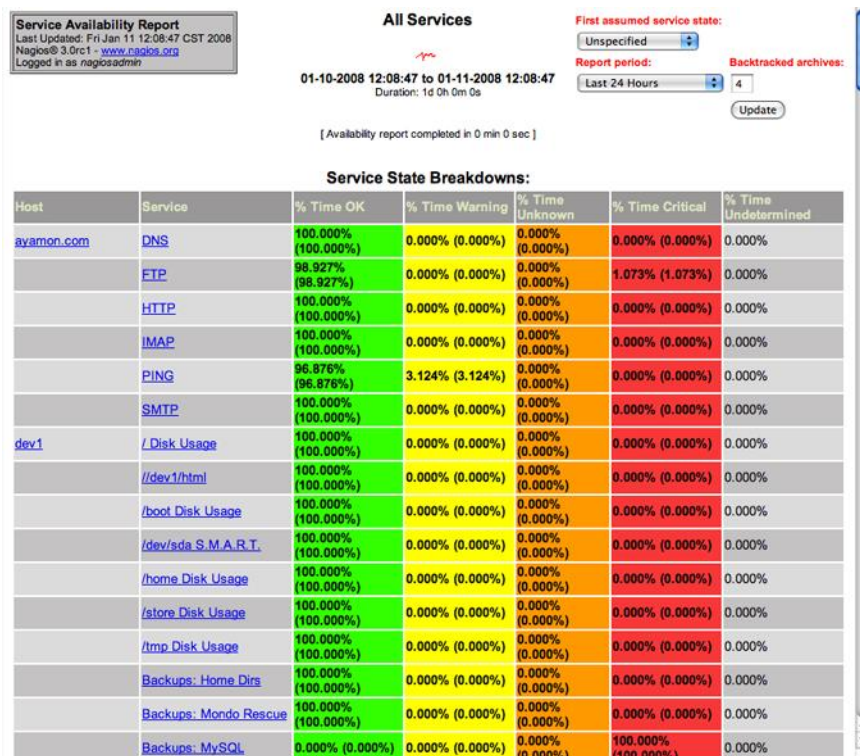 Service Availability Report
Last Updated: Fri Jan 11 12:08:47 CST 2008
Nagios® 3.0rc1 - www.nagios.org
Logged in as nagiosadmin
All Services
01-10-2008 12:08:47 to 01-11-2008 12:08:47
Duration: 1d 0h 0m 0s
[ Availability report completed in 0 min 0 sec ]
First assumed service state:
Unspecified
Report period: Backtracked archives:
Last 24 Hours 4
Update
Service State Breakdowns:
Host Service % Time OK % Time Warning % Time Unknown % Time Critical % Time Undetermined
ayamon.com DNS 100.000% (100.000%) 0.000% (0.000%) 0.000% (0.000%) 0.000% (0.000%) 0.000%
FTP 98.927% (98.927%) 0.000% (0.000%) 0.000% (0.000%) 1.073% (1.073%) 0.000%
HTTP 100.000% (100.000%) 0.000% (0.000%) 0.000% (0.000%) 0.000% (0.000%) 0.000%
IMAP 100.000% (100.000%) 0.000% (0.000%) 0.000% (0.000%) 0.000% (0.000%) 0.000%
PING 96.876% (96.876%) 3.124% (3.124%) 0.000% (0.000%) 0.000% (0.000%) 0.000%
SMTP 100.000% (100.000%) 0.000% (0.000%) 0.000% (0.000%) 0.000% (0.000%) 0.000%
dev1 / Disk Usage 100.000% (100.000%) 0.000% (0.000%) 0.000% (0.000%) 0.000% (0.000%) 0.000%
//dev1/html 100.000% (100.000%) 0.000% (0.000%) 0.000% (0.000%) 0.000% (0.000%) 0.000%
/boot Disk Usage 100.000% (100.000%) 0.000% (0.000%) 0.000% (0.000%) 0.000% (0.000%) 0.000%
/dev/sda S.M.A.R.T. 100.000% (100.000%) 0.000% (0.000%) 0.000% (0.000%) 0.000% (0.000%) 0.000%
/home Disk Usage 100.000% (100.000%) 0.000% (0.000%) 0.000% (0.000%) 0.000% (0.000%) 0.000%
/store Disk Usage 100.000% (100.000%) 0.000% (0.000%) 0.000% (0.000%) 0.000% (0.000%) 0.000%
/tmp Disk Usage 100.000% (100.000%) 0.000% (0.000%) 0.000% (0.000%) 0.000% (0.000%) 0.000%
Backups: Home Dirs 100.000% (100.000%) 0.000% (0.000%) 0.000% (0.000%) 0.000% (0.000%) 0.000%
Backups: Mondo Rescue 100.000% (100.000%) 0.000% (0.000%) 0.000% (0.000%) 0.000% (0.000%) 0.000%
Backups: MySQL 0.000% (0.000%) 0.000% (0.000%) 0.000% (0.000%) 100.000% (100.000%) 0.000%